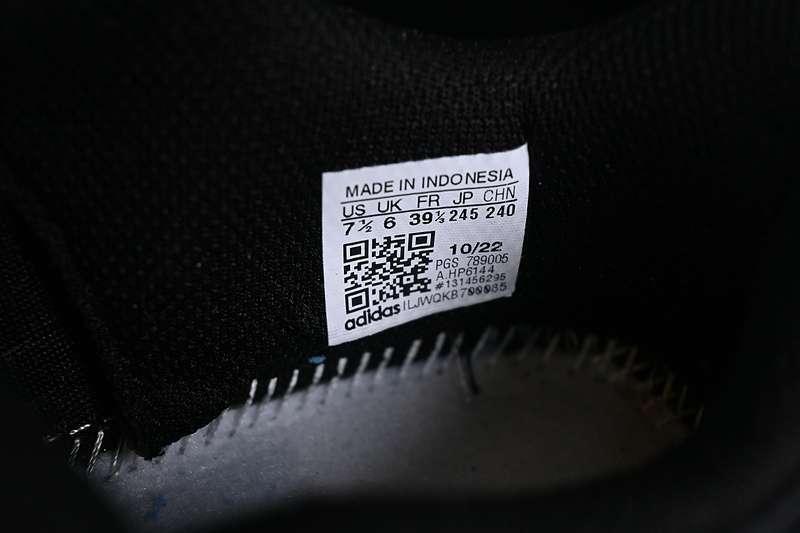 MADE IN INDONESIA
US UK FR JP CHN
7½ 6 39⅓ 245 240
10/22
PGS 789005
A.HP6144
#131456295
adidas ILJWQKB700085